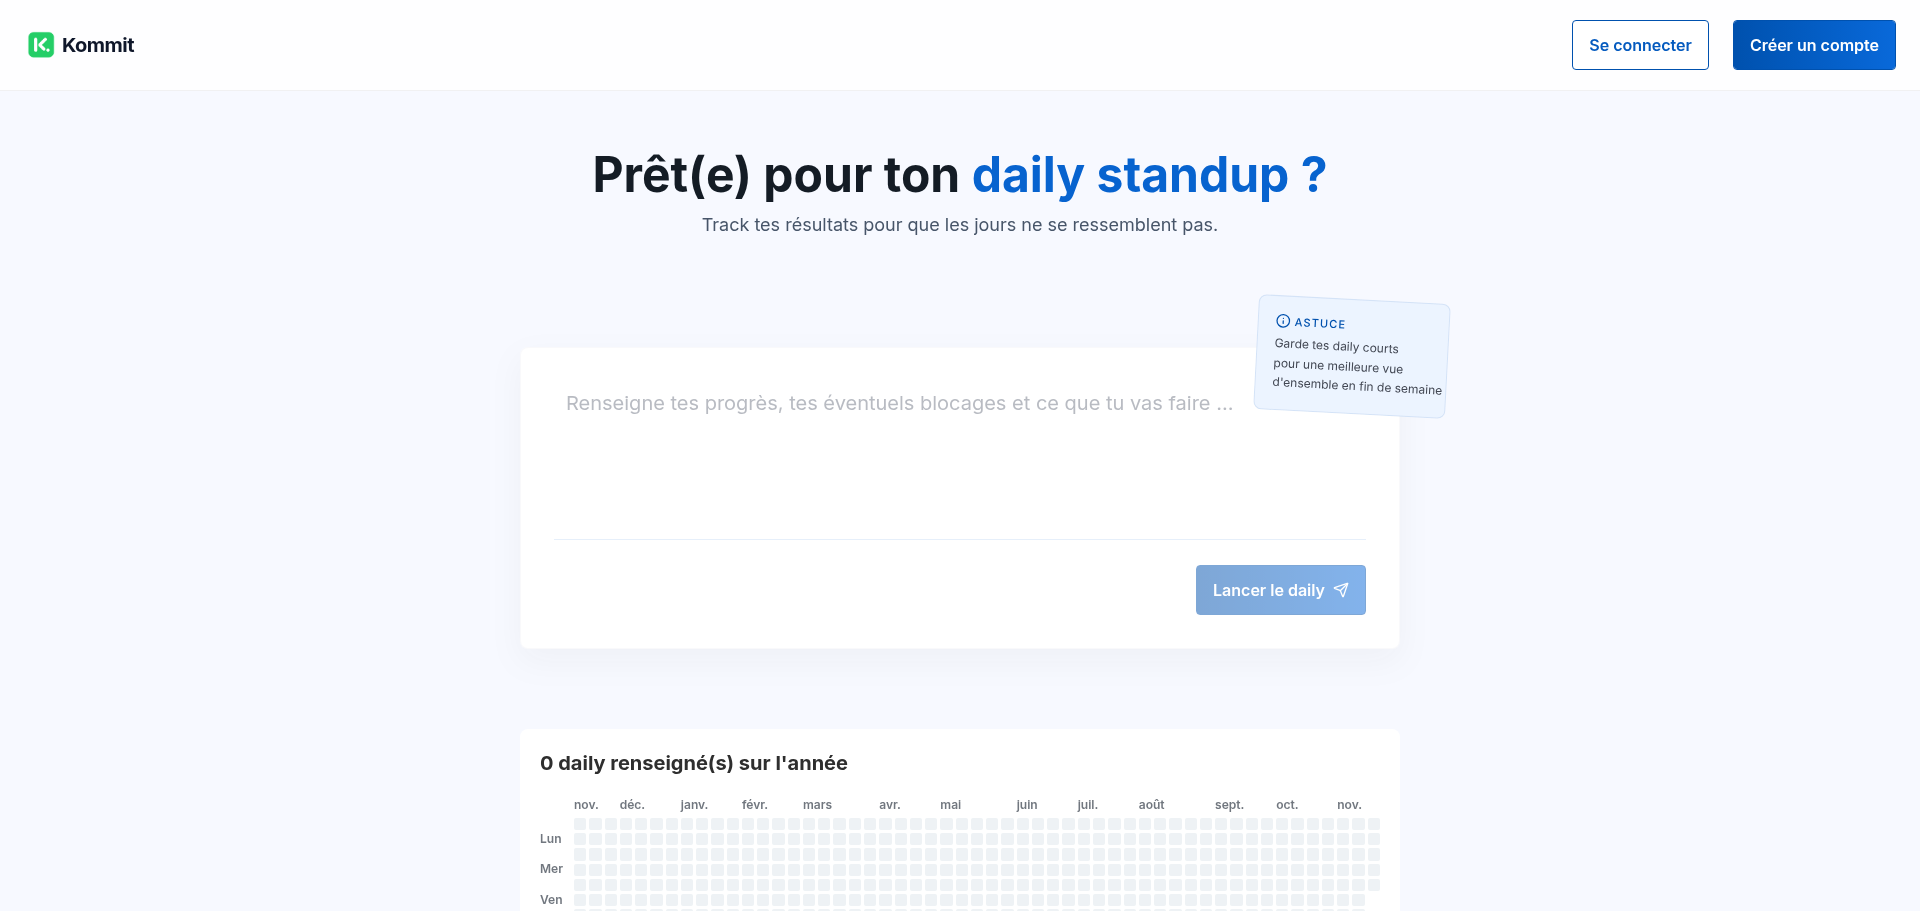 Kommit
Se connecter
Créer un compte
Prêt(e) pour ton daily standup ?
Track tes résultats pour que les jours ne se ressemblent pas.
ASTUCE
Garde tes daily courts
pour une meilleure vue
d'ensemble en fin de semaine
Renseigne tes progrès, tes éventuels blocages et ce que tu vas faire ...
Lancer le daily
0 daily renseigné(s) sur l'année
nov. déc. janv. févr. mars avr. mai juin juil. août sept. oct. nov.
Lun
Mer
Ven